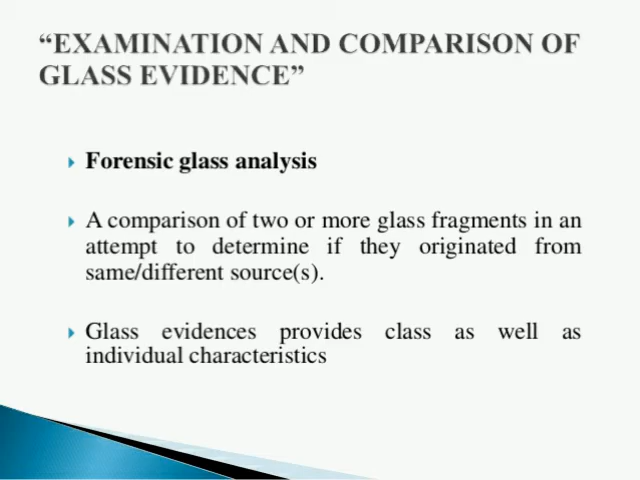 “EXAMINATION AND COMPARISON OF
GLASS EVIDENCE”
Forensic glass analysis
A comparison of two or more glass fragments in an
attempt to determine if they originated from
same/different source(s).
Glass evidences provides class as well as
individual characteristics